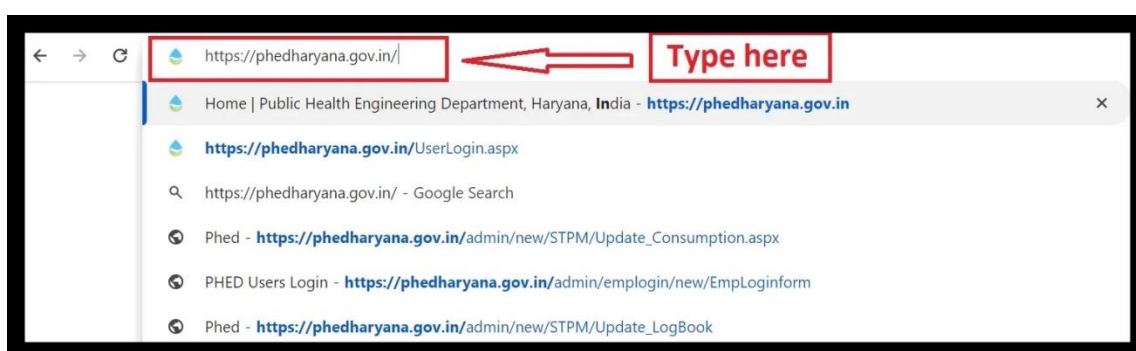 https://phedharyana.gov.in/
Type here
Home | Public Health Engineering Department, Haryana, India - https://phedharyana.gov.in
https://phedharyana.gov.in/UserLogin.aspx
https://phedharyana.gov.in/ - Google Search
Phed - https://phedharyana.gov.in/admin/new/STPM/Update_Consumption.aspx
PHED Users Login - https://phedharyana.gov.in/admin/emplogin/new/EmpLoginform
Phed - https://phedharyana.gov.in/admin/new/STPM/Update_LogBook